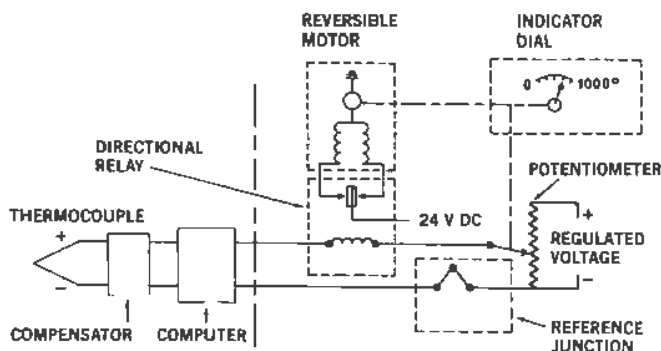 REVERSIBLE
MOTOR
INDICATOR
DIAL
0
1000°
DIRECTIONAL
RELAY
POTENTIOMETER
24 V DC
THERMOCOUPLE
+
+
REGULATED
VOLTAGE
–
–
COMPENSATOR
COMPUTER
REFERENCE
JUNCTION